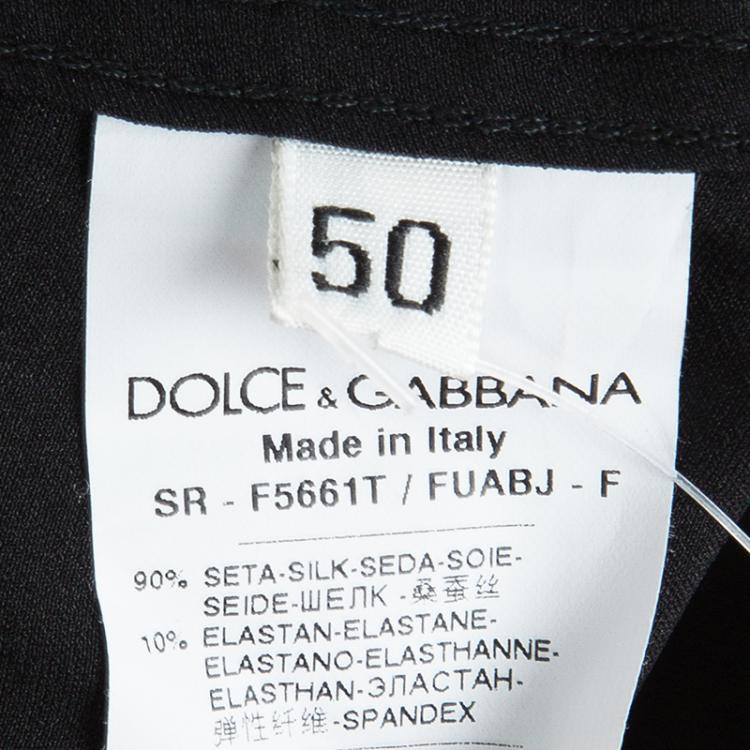 50
DOLCE & GABBANA
Made in Italy
SR - F5661T / FUABJ - F
90% SETA-SILK-SEDA-SOIE-
SEIDE-ШЕЛК -桑蚕丝
10% ELASTAN-ELASTANE-
ELASTANO-ELASTHANNE-
ELASTHAN-ЭЛАСТАН-
弹性纤维-SPANDEX